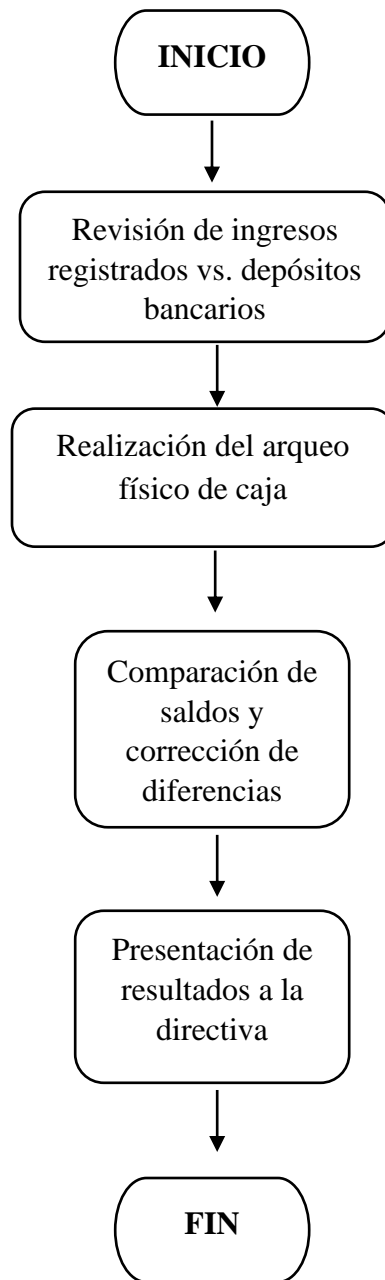 INICIO
Revisión de ingresos
registrados vs. depósitos
bancarios
Realización del arqueo
físico de caja
Comparación de
saldos y
corrección de
diferencias
Presentación de
resultados a la
directiva
FIN